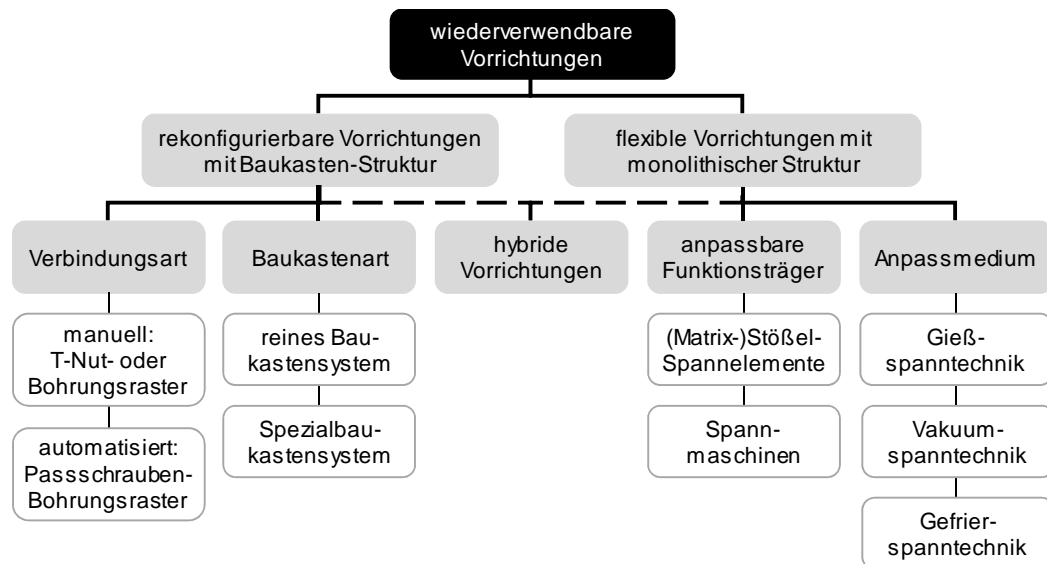 wiederverwendbare
Vorrichtungen
rekonfigurierbare Vorrichtungen
mit Baukasten-Struktur
flexible Vorrichtungen mit
monolithischer Struktur
Verbindungsart
Baukastenart
hybride
Vorrichtungen
anpassbare
Funktionsträger
Anpassmedium
manuell:
T-Nut- oder
Bohrungsraster
automatisiert:
Passschrauben-
Bohrungsraster
reines Bau-
kastensystem
Spezialbau-
kastensystem
(Matrix-)Stößel-
Spannelemente
Spann-
maschinen
Gieß-
spanntechnik
Vakuum-
spanntechnik
Gefrier-
spanntechnik